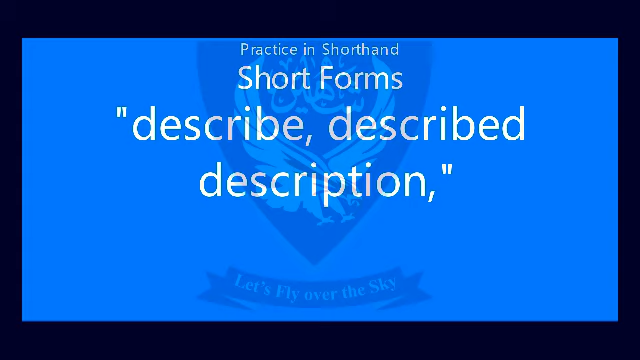 Practice in Shorthand
Short Forms
"describe, described
description,"
Let's Fly over the Sky